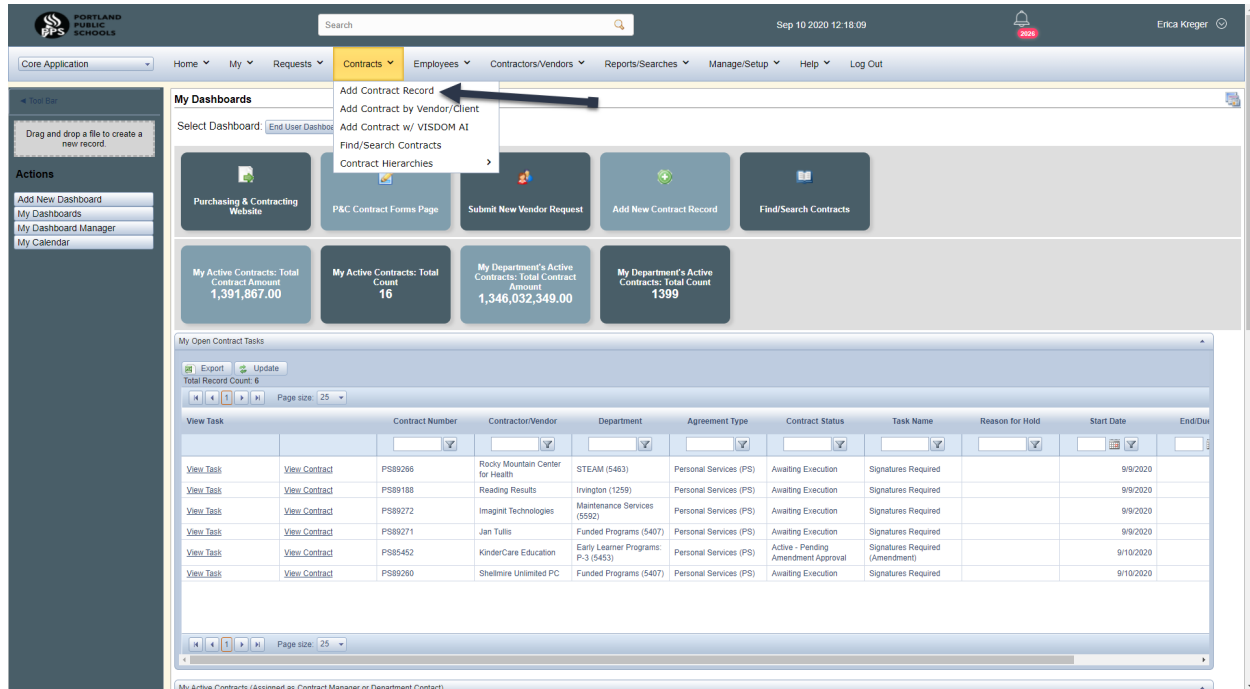 PORTLAND
PUBLIC
SCHOOLS
PPS
Search
Sep 10 2020 12:18:09
2026
Erica Kreger
Core Application
Home My Requests Contracts Employees Contractors/Vendors Reports/Searches Manage/Setup Help Log Out
Add Contract Record
Add Contract by Vendor/Client
Add Contract w/ VISDOM AI
Find/Search Contracts
Contract Hierarchies
Tool Bar
Drag and drop a file to create a
new record.
Actions
Add New Dashboard
My Dashboards
My Dashboard Manager
My Calendar
My Dashboards
Select Dashboard: End User Dashboa
Purchasing & Contracting
Website
P&C Contract Forms Page
Submit New Vendor Request
Add New Contract Record
Find/Search Contracts
My Active Contracts: Total
Contract Amount
1,391,867.00
My Active Contracts: Total
Count
16
My Department's Active
Contracts: Total Contract
Amount
1,346,032,349.00
My Department's Active
Contracts: Total Count
1399
My Open Contract Tasks
Export Update
Total Record Count: 6
1 Page size: 25
View Task Contract Number Contractor/Vendor Department Agreement Type Contract Status Task Name Reason for Hold Start Date End/Du
View Task View Contract PS89266 Rocky Mountain Center for Health STEAM (5463) Personal Services (PS) Awaiting Execution Signatures Required 9/9/2020
View Task View Contract PS89188 Reading Results Irvington (1259) Personal Services (PS) Awaiting Execution Signatures Required 9/9/2020
View Task View Contract PS89272 Imaginit Technologies Maintenance Services (5592) Personal Services (PS) Awaiting Execution Signatures Required 9/9/2020
View Task View Contract PS89271 Jan Tullis Funded Programs (5407) Personal Services (PS) Awaiting Execution Signatures Required 9/9/2020
View Task View Contract PS85452 KinderCare Education Early Learner Programs: P-3 (5453) Personal Services (PS) Active - Pending Amendment Approval Signatures Required (Amendment) 9/10/2020
View Task View Contract PS89260 Shellmire Unlimited PC Funded Programs (5407) Personal Services (PS) Awaiting Execution Signatures Required 9/10/2020
1 Page size: 25
My Active Contracts (Assigned as Contract Manager or Department Contact)